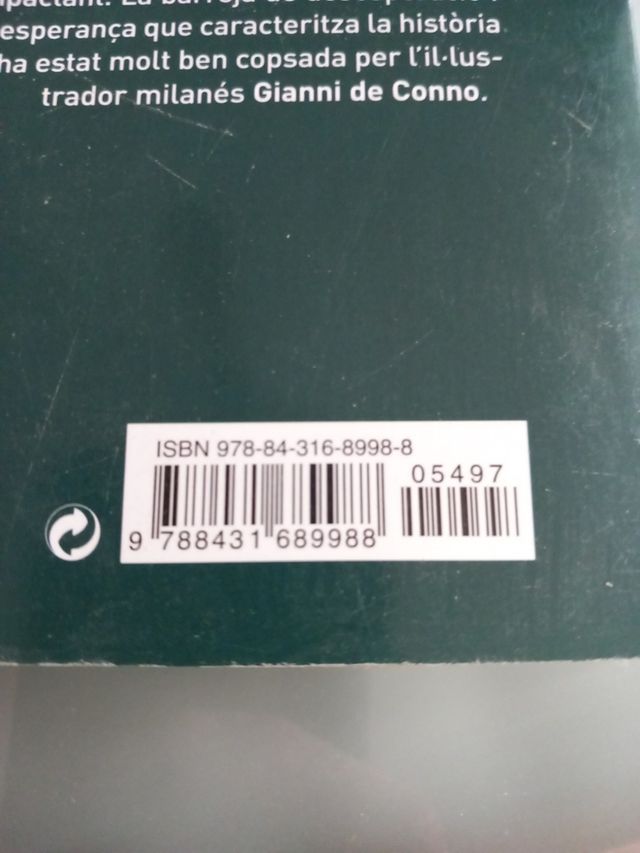 esperança que caracteritza la història
ha estat molt ben copsada per l'il·lus-
trador milanés Gianni de Conno.
ISBN 978-84-316-8998-8
05497
9 788431 689988